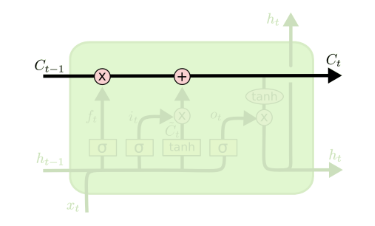 h_t
C_{t-1} × + C_t
tanh
f_t i_t o_t ×
×
C̃_t
σ σ tanh σ
h_{t-1} h_t
x_t